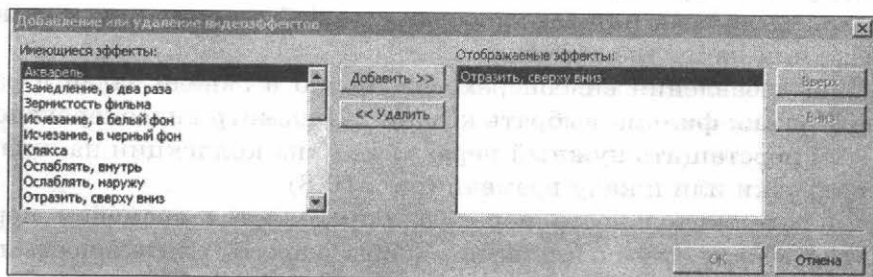 Добавление или удаление видеоэффектов
Имеющиеся эффекты:
Акварель
Замедление, в два раза
Зернистость фильма
Исчезание, в белый фон
Исчезание, в черный фон
Клякса
Ослаблять, внутрь
Ослаблять, наружу
Отразить, сверху вниз
Добавить >>
<< Удалить
Отображаемые эффекты:
Отразить, сверху вниз
Вверх
Вниз
OK
Отмена